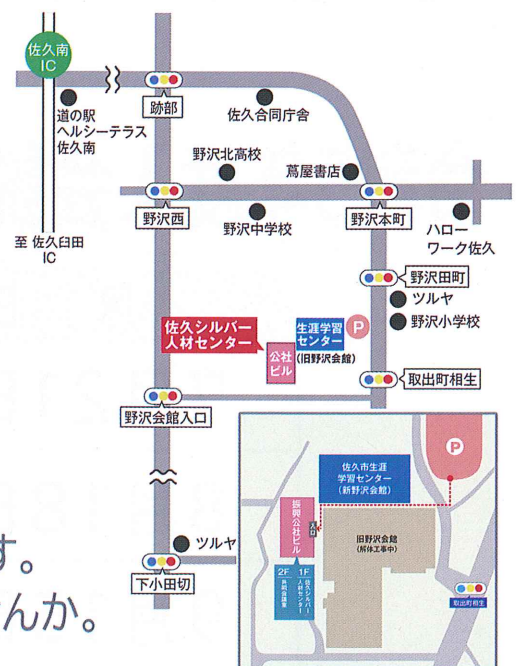 佐久南
IC
道の駅
ヘルシーテラス
佐久南
跡部
佐久合同庁舎
野沢北高校
蔦屋書店
野沢西
野沢中学校
野沢本町
ハロー
ワーク佐久
至 佐久臼田
IC
野沢田町
ツルヤ
野沢小学校
佐久シルバー
人材センター
生涯学習
センター
(旧野沢会館)
P
公社
ビル
取出町相生
野沢会館入口
ツルヤ
下小田切
す。
んか。
P
佐久市生涯
学習センター
(新野沢会館)
振興公社ビル
入口
旧野沢会館
(解体工事中)
2F
1F
佐久シルバー
人材センター
取出町相生